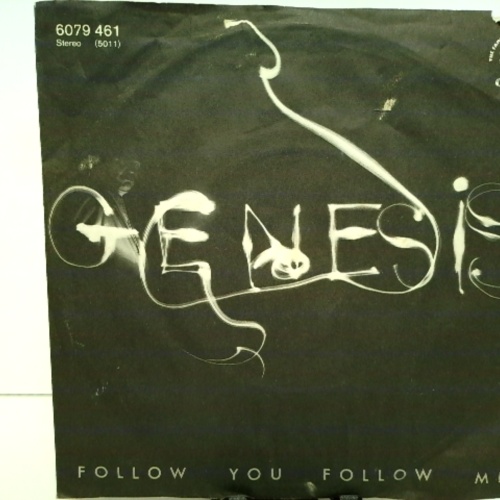 6079 461
Stereo (5011)
GENESIS
FOLLOW YOU FOLLOW M